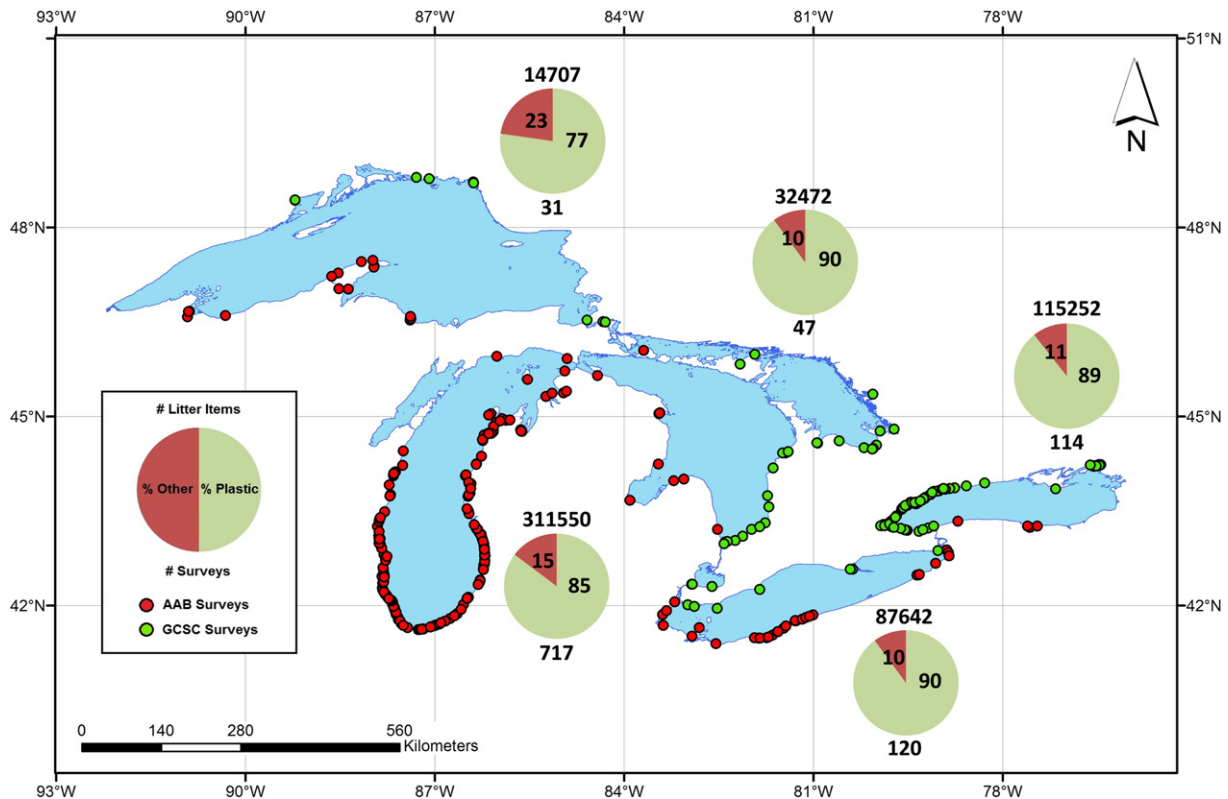 93°W 90°W 87°W 84°W 81°W 78°W
51°N
14707
23
77
31
N
48°N 48°N
32472
10
90
47
115252
11
89
114
45°N 45°N
# Litter Items
% Other % Plastic
# Surveys
AAB Surveys
GCSC Surveys
311550
15
85
717
42°N 42°N
87642
10
90
120
0 140 280 560
Kilometers
93°W 90°W 87°W 84°W 81°W 78°W